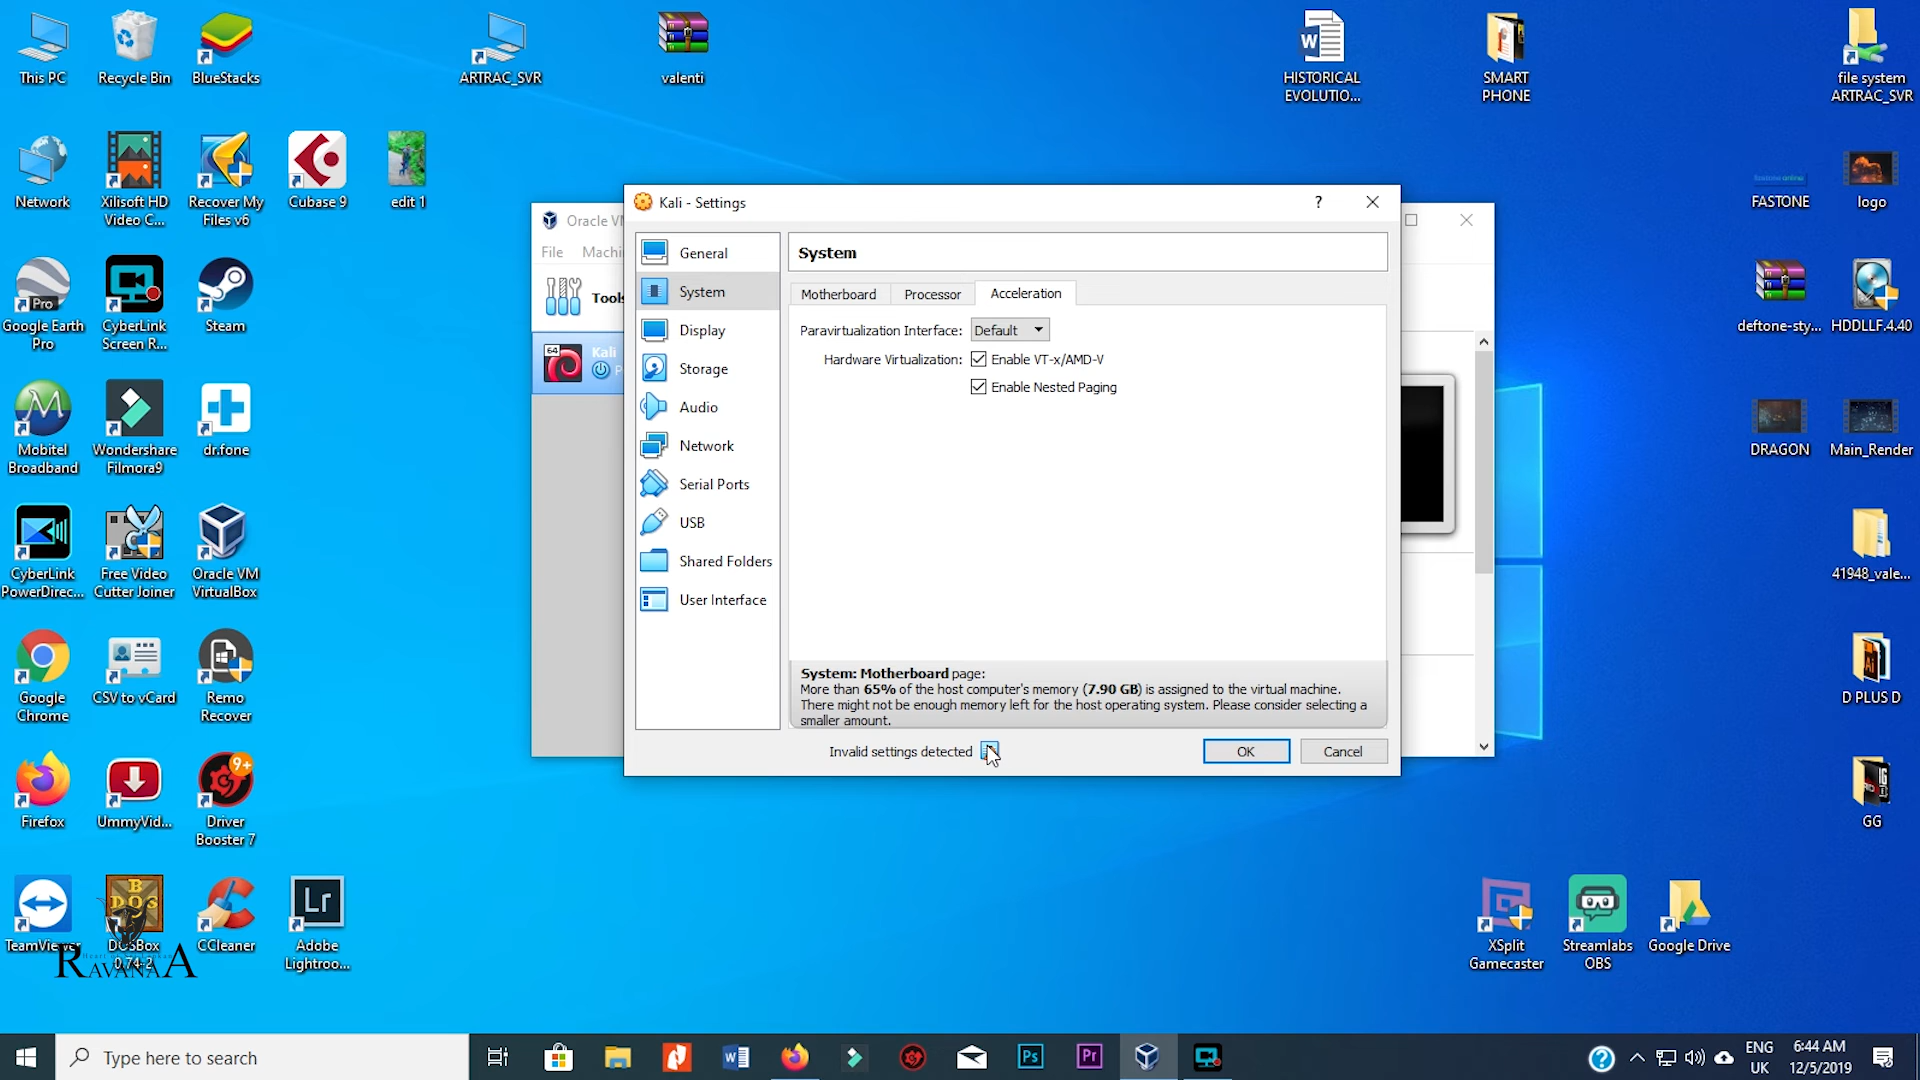 This PC
Recycle Bin
BlueStacks
ARTRAC_SVR
valenti
HISTORICAL
EVOLUTIO...
SMART
PHONE
file system
ARTRAC_SVR
Network
Xilisoft HD
Video C...
Recover My
Files v6
Cubase 9
edit 1
FASTONE
logo
Pro
Google Earth
Pro
CyberLink
Screen R...
Steam
deftone-sty...
HDDLLF.4.40
Mobitel
Broadband
Wondershare
Filmora9
dr.fone
DRAGON
Main_Render
CyberLink
PowerDirec...
Free Video
Cutter Joiner
Oracle VM
VirtualBox
41948_vale...
Google
Chrome
CSV to vCard
Remo
Recover
Ai
D PLUS D
Firefox
UmmyVid...
9+
Driver
Booster 7
GG
TeamViewer
DOSBox
0.74-2
CCleaner
Lr
Adobe
Lightroo...
RAVANAA
XSplit
Gamecaster
Streamlabs
OBS
Google Drive
Oracle VM
File
Machi
Tools
64
Kali
Kali - Settings
?
General
System
Display
Storage
Audio
Network
Serial Ports
USB
Shared Folders
User Interface
System
Motherboard
Processor
Acceleration
Paravirtualization Interface:
Default
Hardware Virtualization:
Enable VT-x/AMD-V
Enable Nested Paging
System: Motherboard page:
More than 65% of the host computer's memory (7.90 GB) is assigned to the virtual machine.
There might not be enough memory left for the host operating system. Please consider selecting a
smaller amount.
Invalid settings detected
OK
Cancel
Type here to search
Ps
Pr
ENG
UK
6:44 AM
12/5/2019